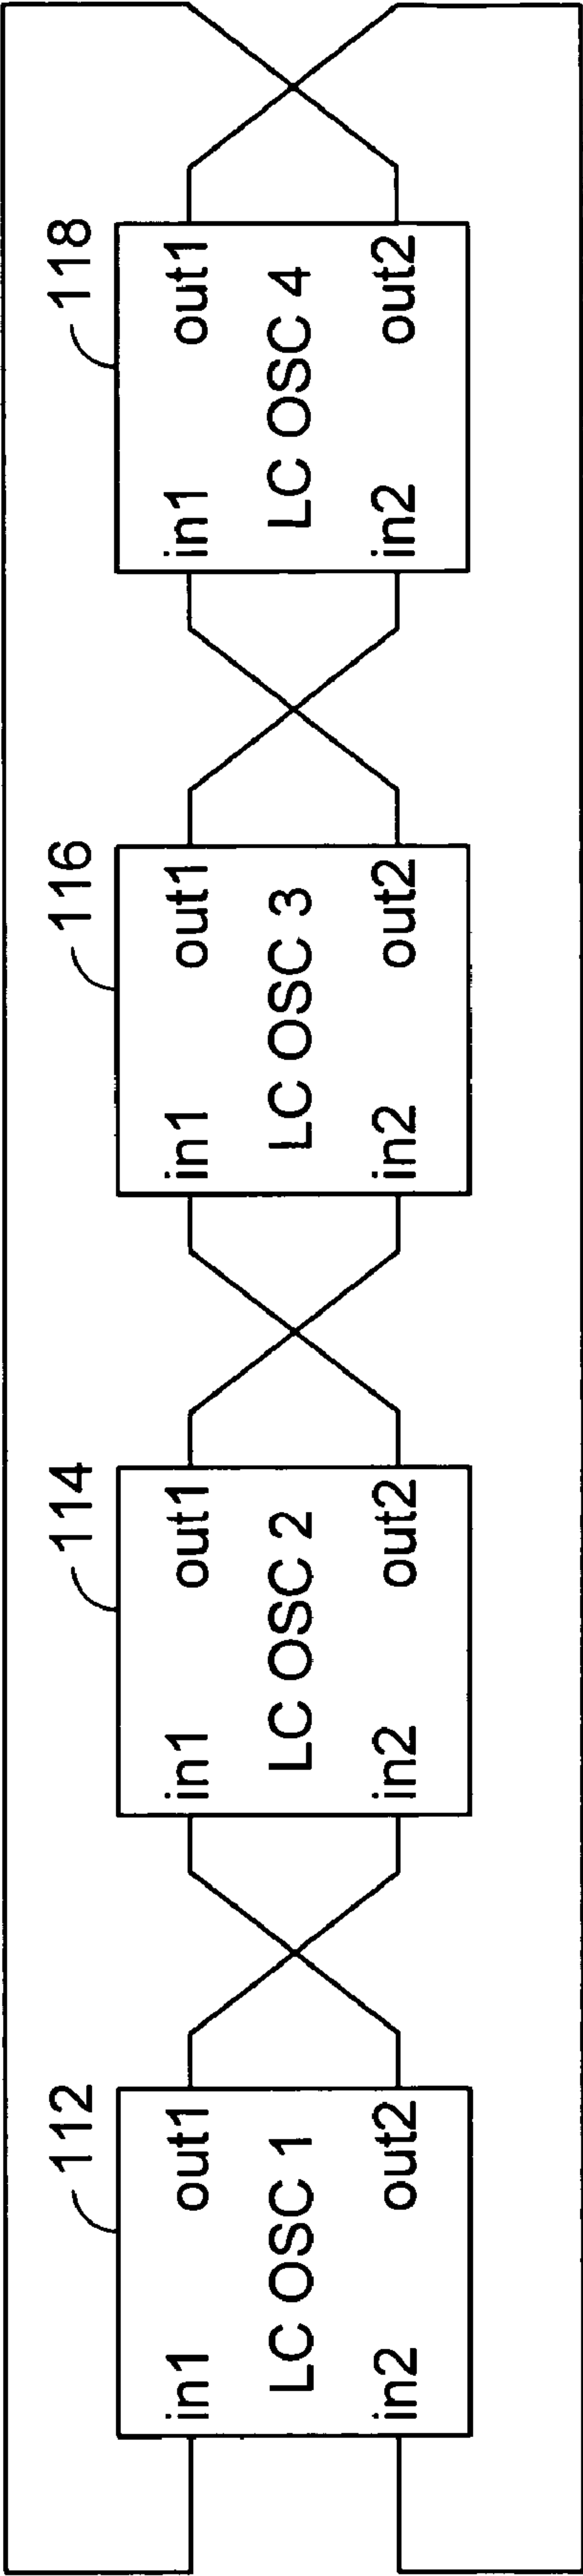 112
in1 out1
LC OSC 1
in2 out2
114
in1 out1
LC OSC 2
in2 out2
116
in1 out1
LC OSC 3
in2 out2
118
in1 out1
LC OSC 4
in2 out2